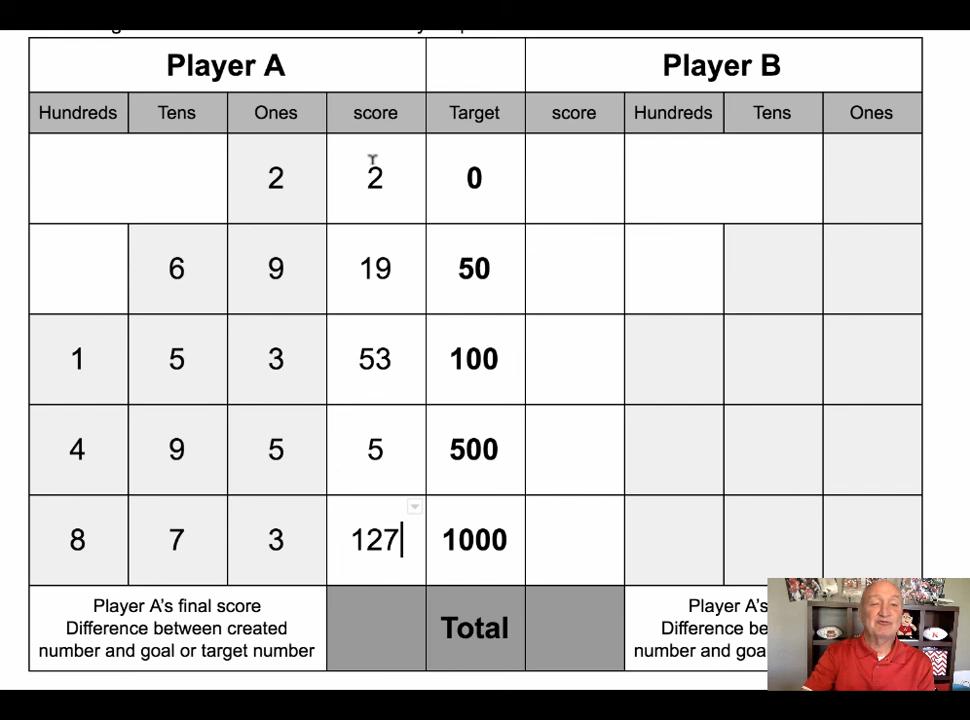 Player A Player B
Hundreds Tens Ones score Target score Hundreds Tens Ones
2 2 0
6 9 19 50
1 5 3 53 100
4 9 5 5 500
8 7 3 127 1000
Player A's final score
Difference between created
number and goal or target number
Total
Player A's
Difference be
number and goa